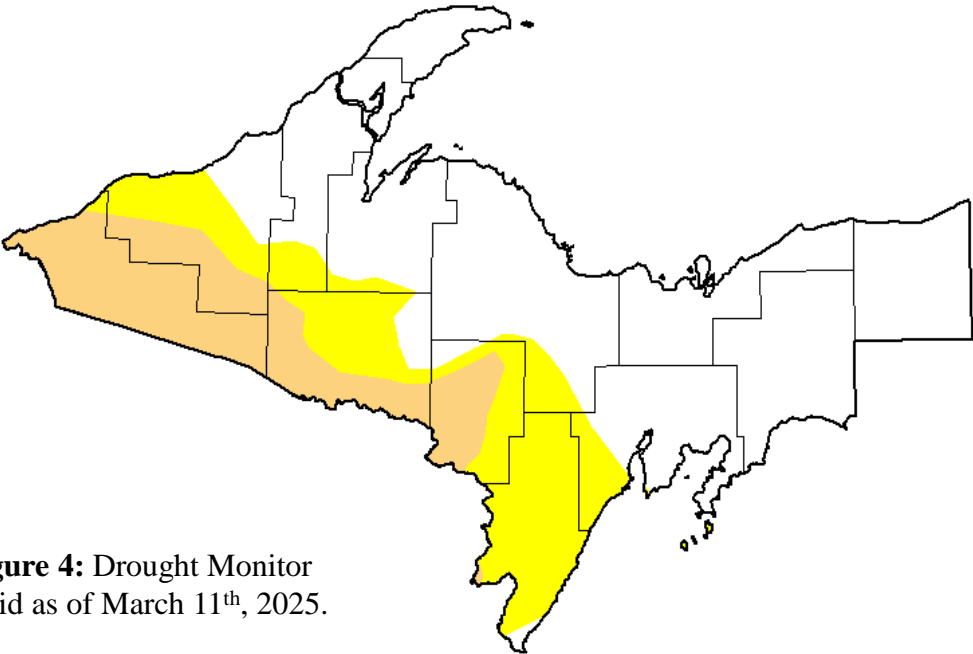 gure 4: Drought Monitor
id as of March 11th, 2025.